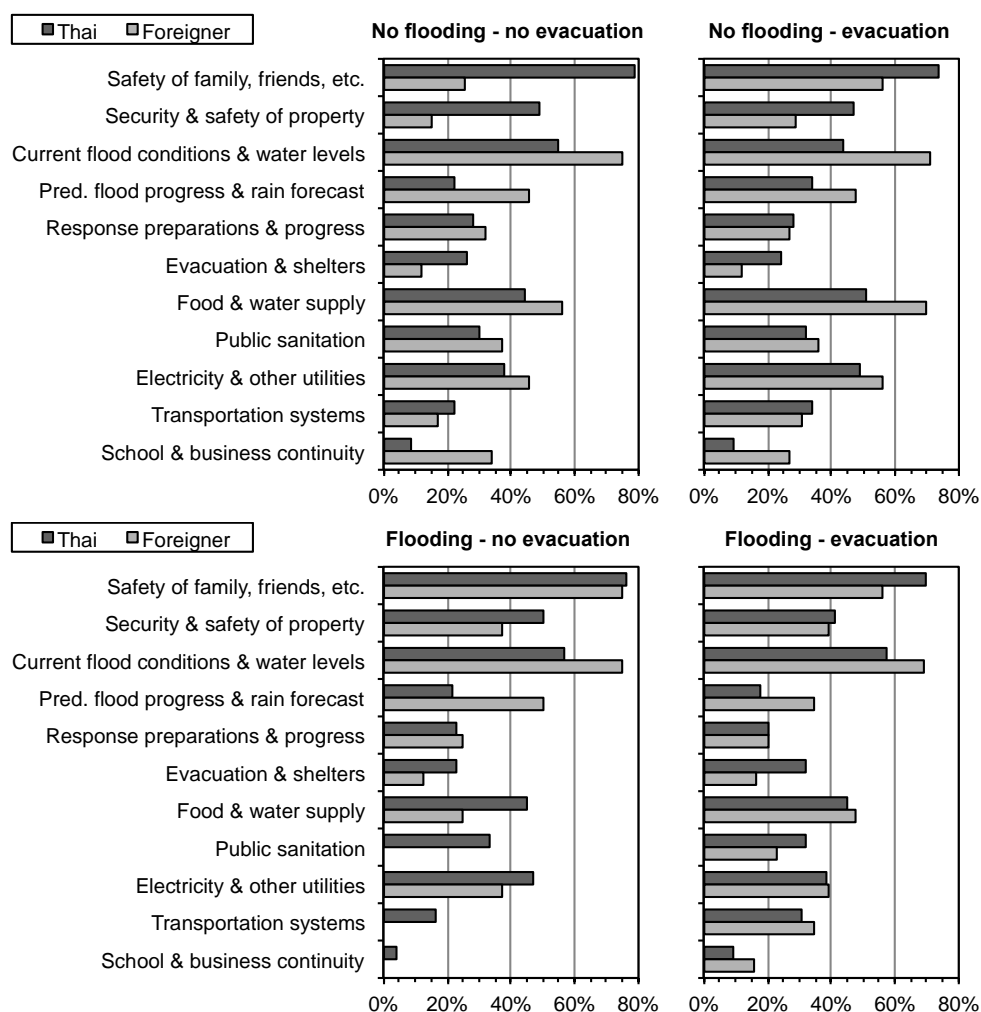 Thai Foreigner
No flooding - no evacuation
No flooding - evacuation
Safety of family, friends, etc.
Security & safety of property
Current flood conditions & water levels
Pred. flood progress & rain forecast
Response preparations & progress
Evacuation & shelters
Food & water supply
Public sanitation
Electricity & other utilities
Transportation systems
School & business continuity
0% 20% 40% 60% 80%
0% 20% 40% 60% 80%
Thai Foreigner
Flooding - no evacuation
Flooding - evacuation
Safety of family, friends, etc.
Security & safety of property
Current flood conditions & water levels
Pred. flood progress & rain forecast
Response preparations & progress
Evacuation & shelters
Food & water supply
Public sanitation
Electricity & other utilities
Transportation systems
School & business continuity
0% 20% 40% 60% 80%
0% 20% 40% 60% 80%